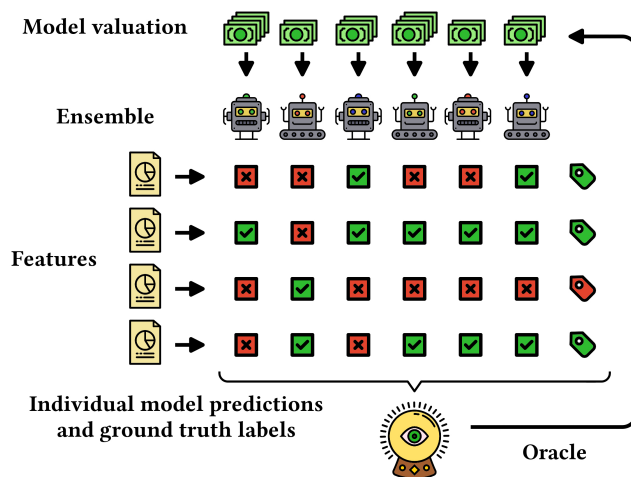 Model valuation
Ensemble
Features
Individual model predictions
and ground truth labels
Oracle